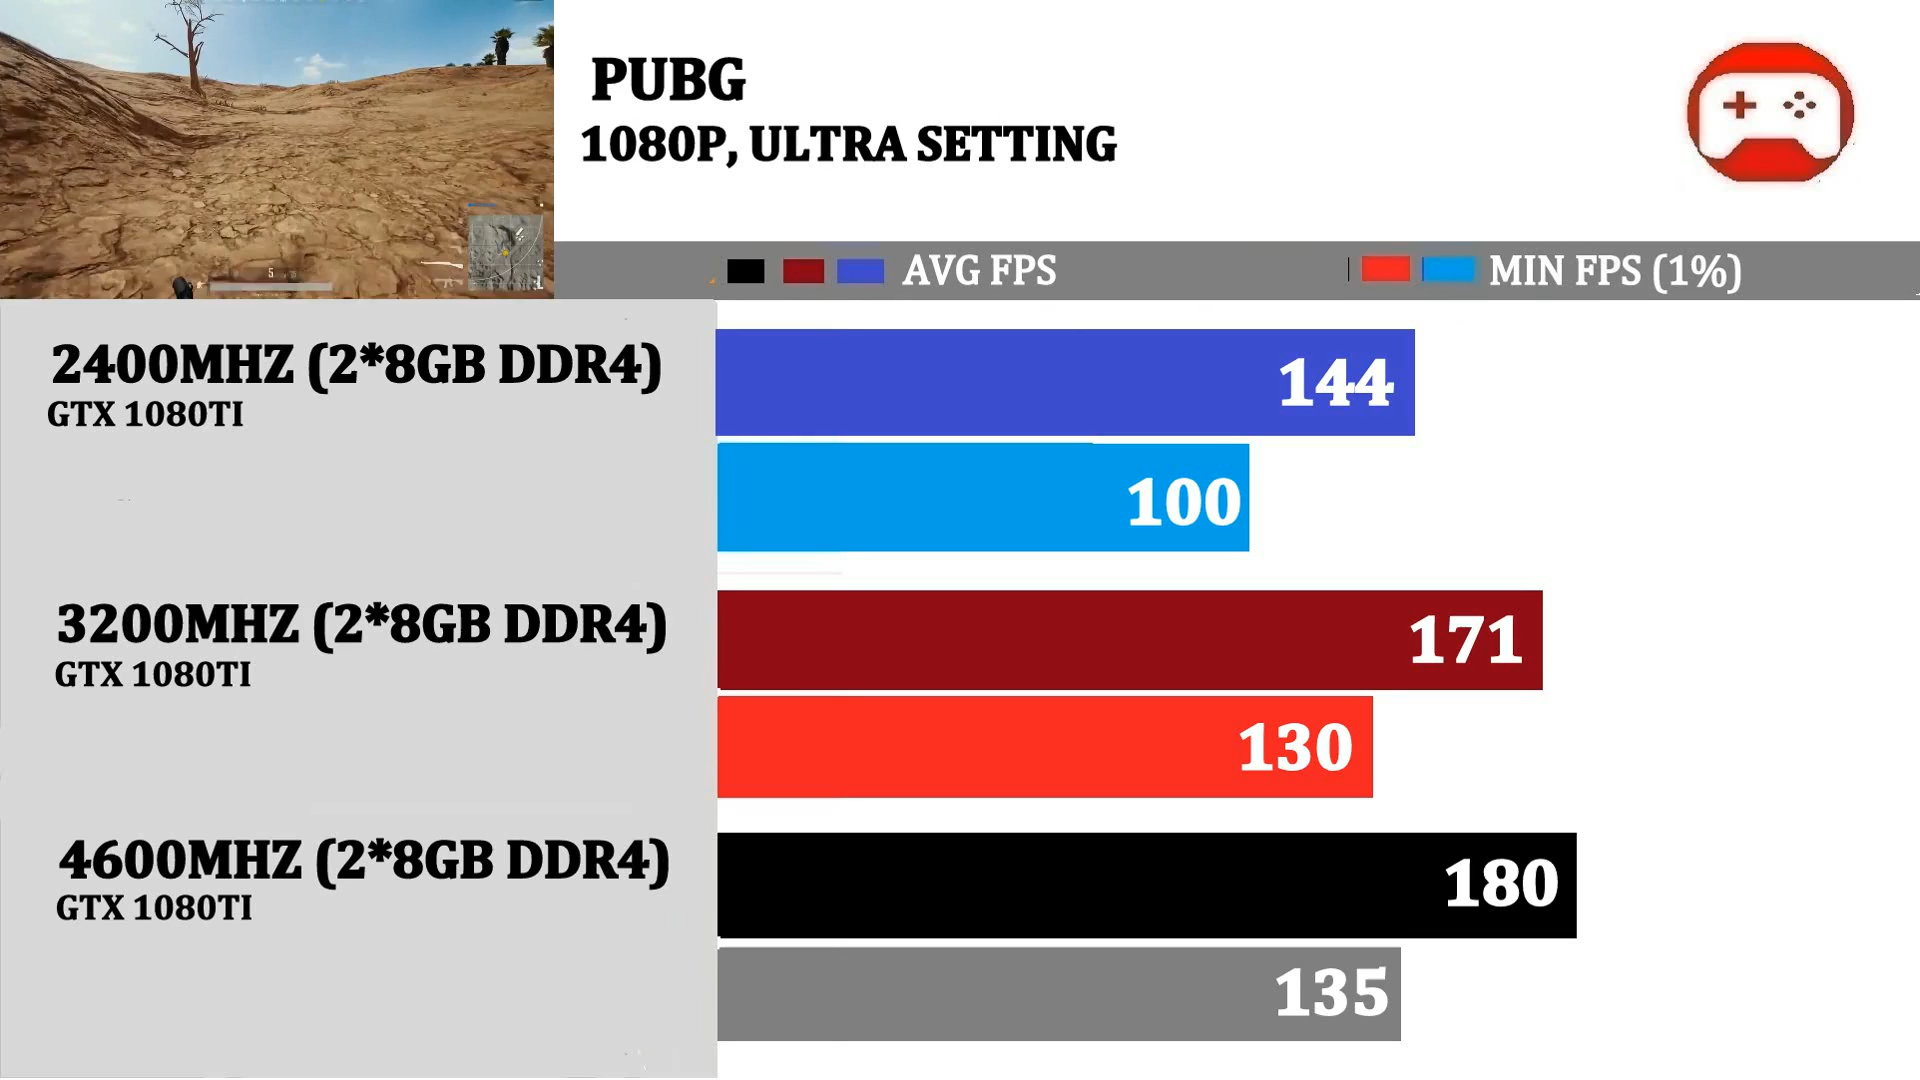 PUBG
1080P, ULTRA SETTING
AVG FPS
MIN FPS (1%)
5
2400MHZ (2*8GB DDR4)
GTX 1080TI
144
100
3200MHZ (2*8GB DDR4)
GTX 1080TI
171
130
4600MHZ (2*8GB DDR4)
GTX 1080TI
180
135